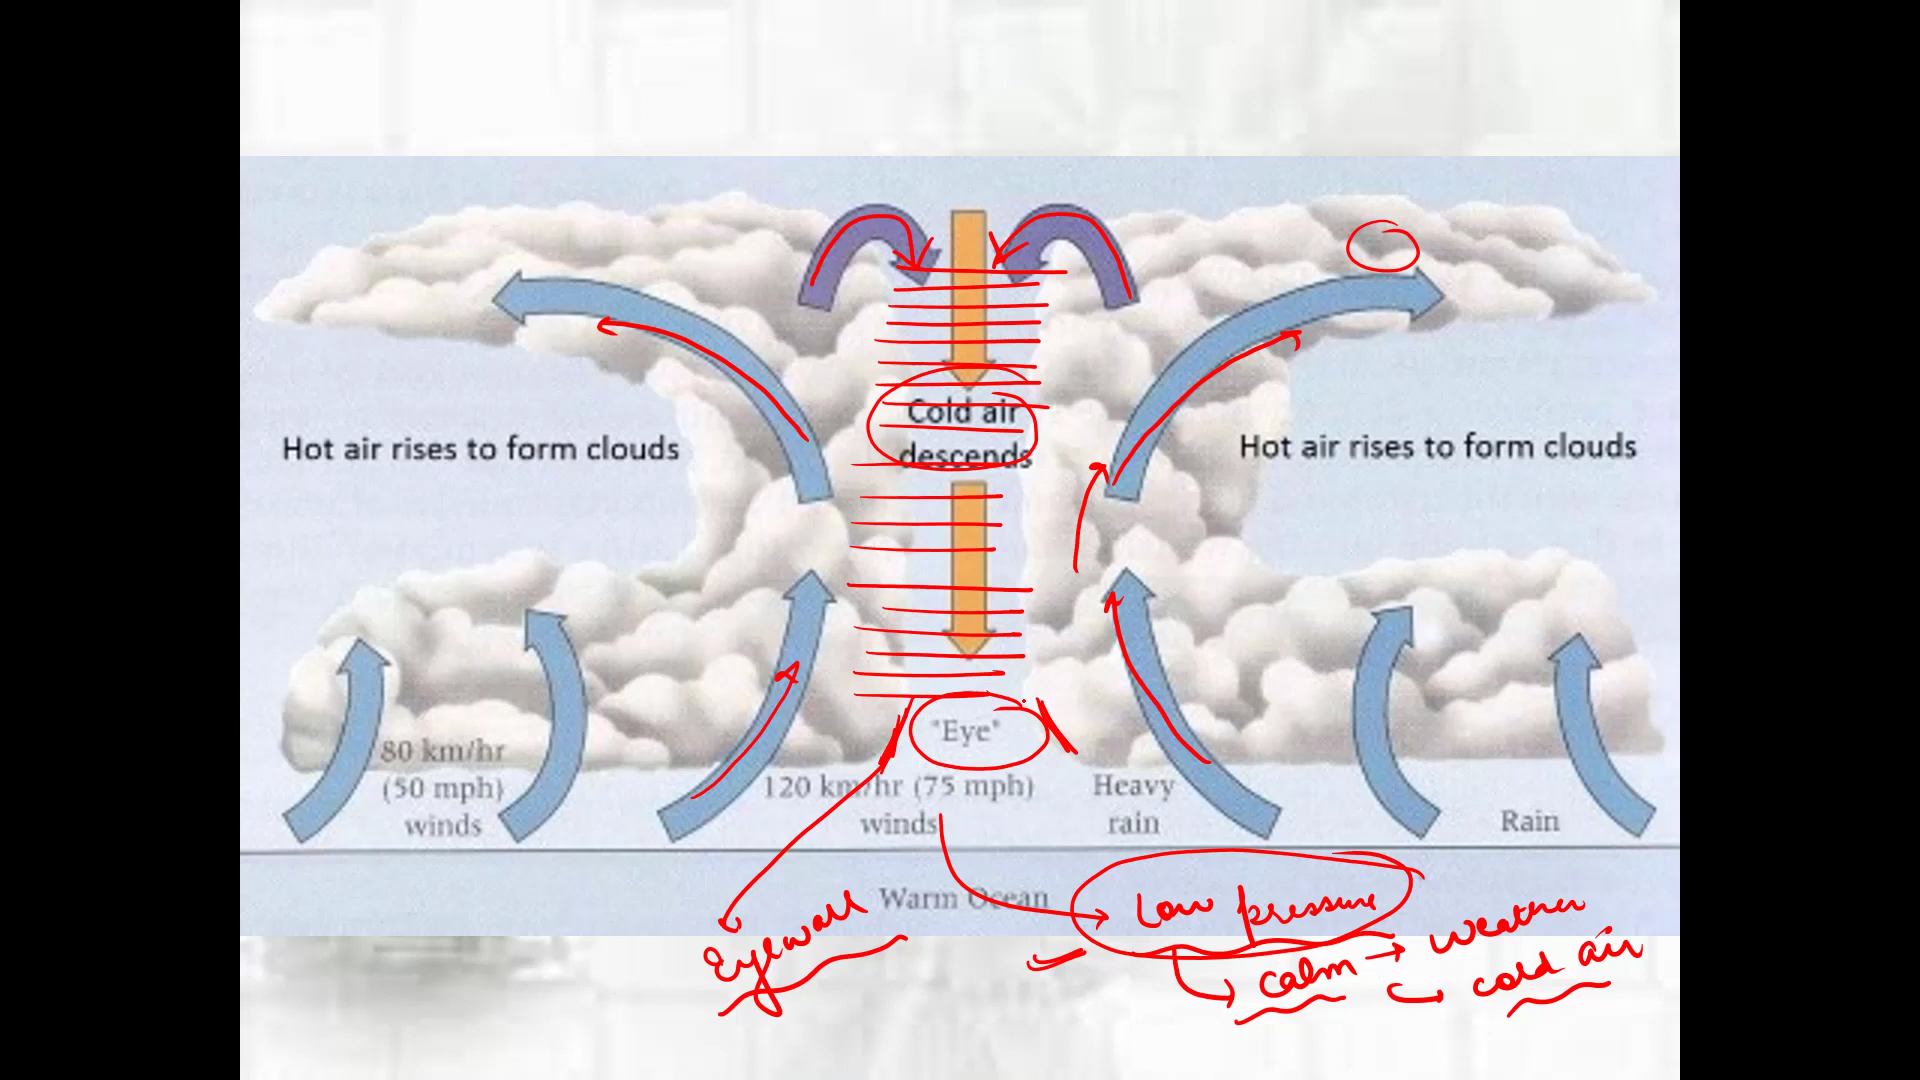 Cold air
descends
Hot air rises to form clouds
Hot air rises to form clouds
"Eye"
80 km/hr
(50 mph)
winds
120 km/hr (75 mph)
winds
Heavy
rain
Rain
Warm Ocean
Eyewall
Low pressure
calm → weather
cold air